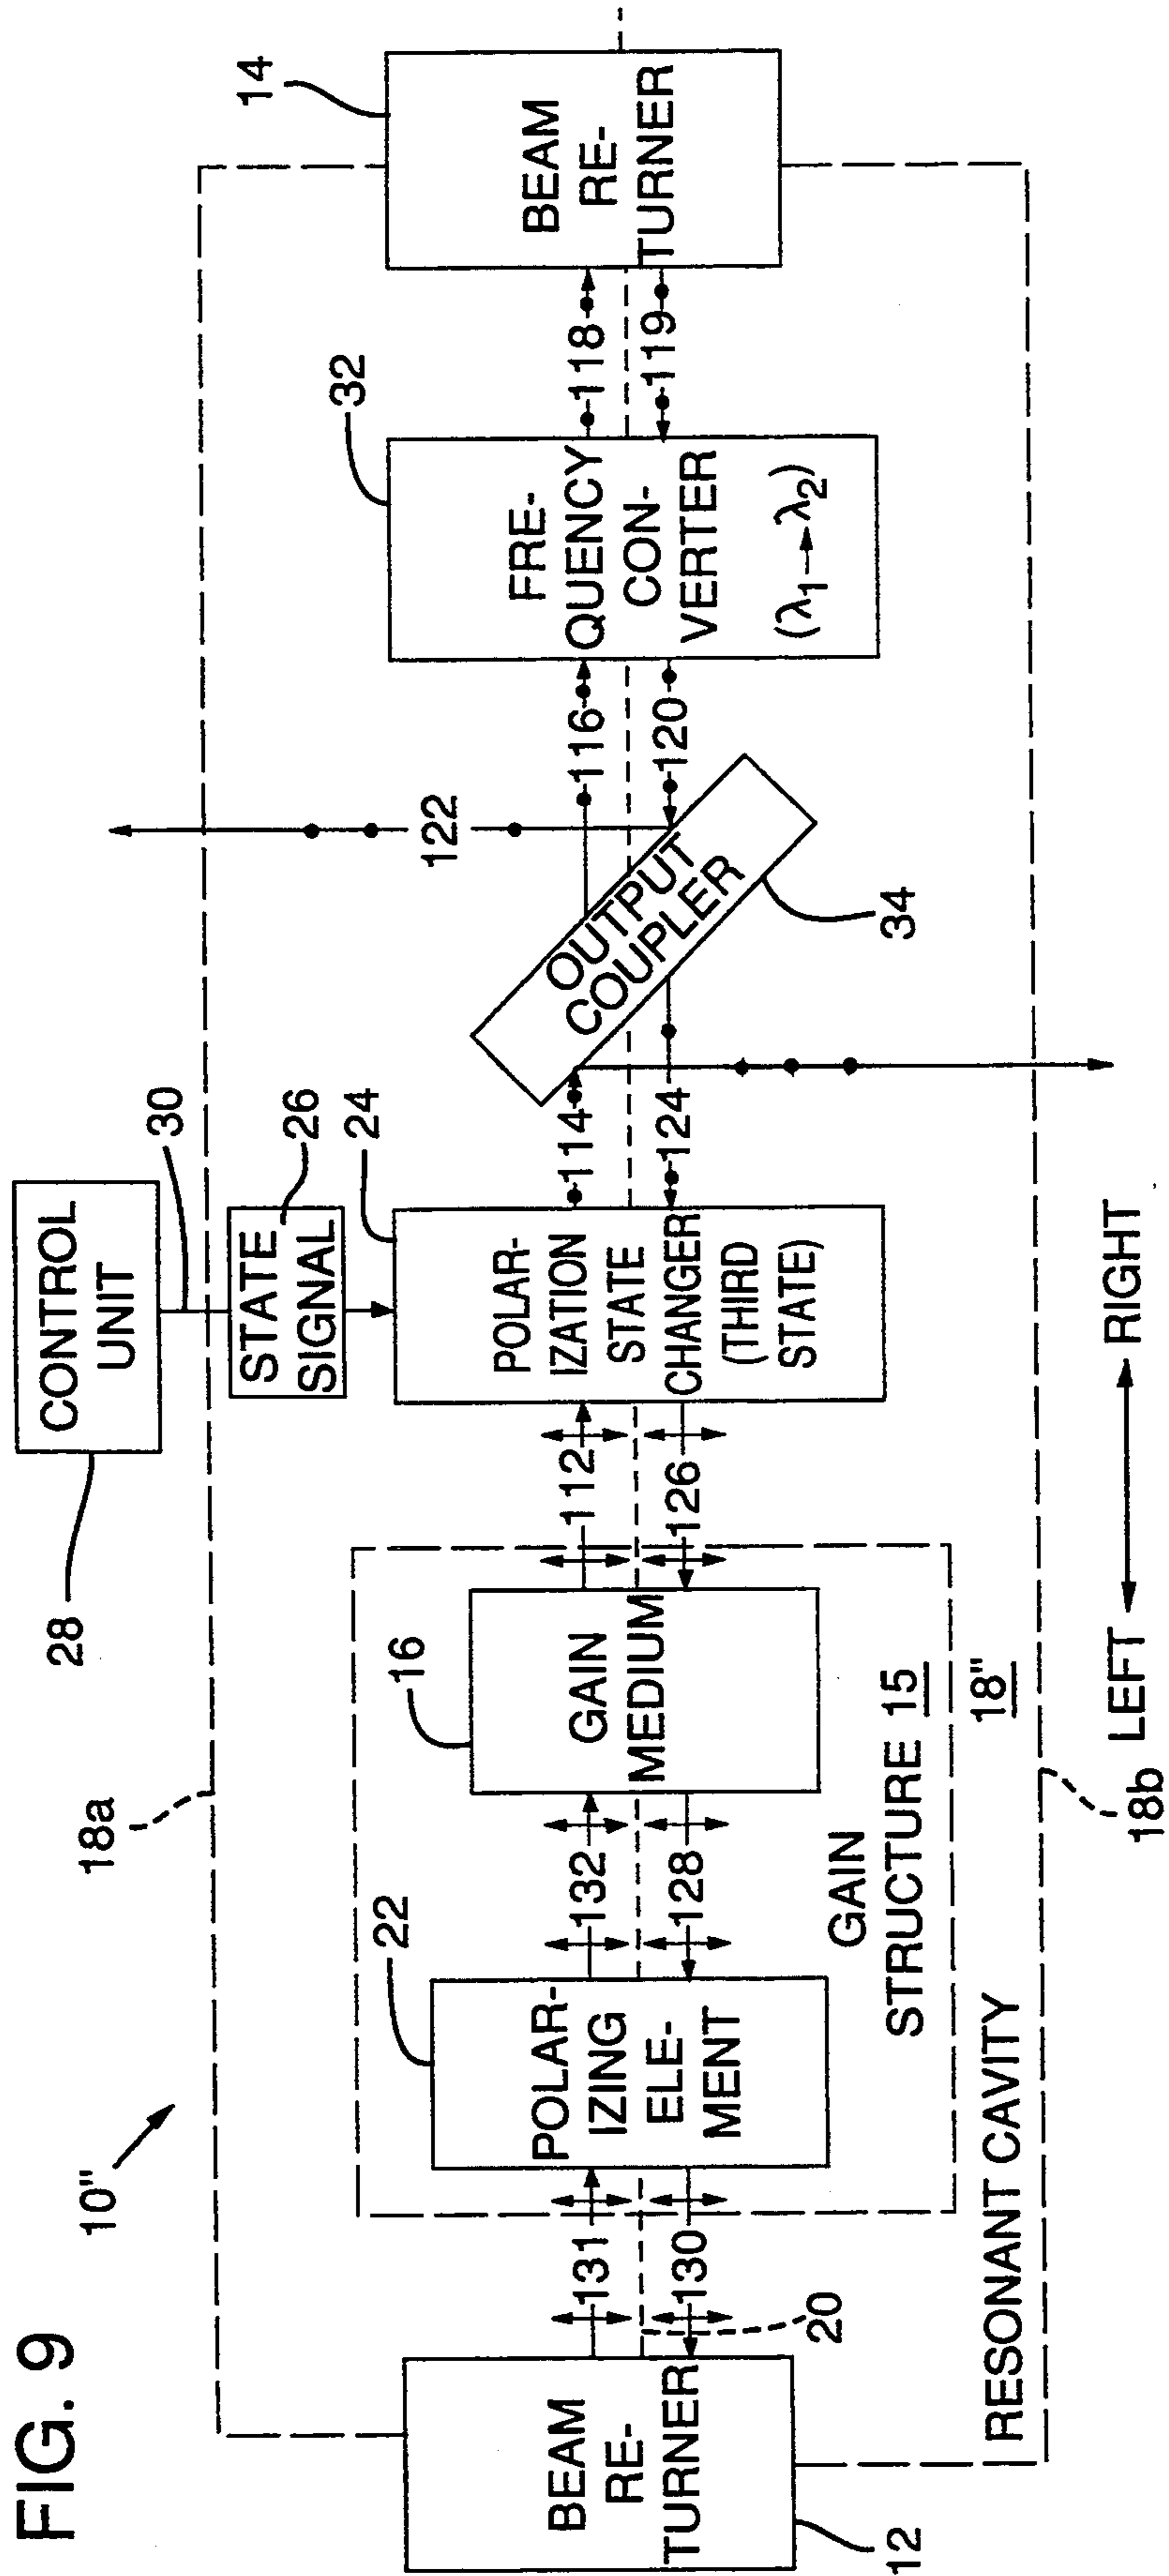 FIG. 9
10"
CONTROL
UNIT
28
30
STATE
SIGNAL
26
18a
12
BEAM
RE-
TURNER
131
130
20
22
POLAR-
IZING
ELE-
MENT
132
128
16
GAIN
MEDIUM
GAIN
STRUCTURE 15
112
126
24
POLAR-
IZATION
STATE
CHANGER
(THIRD
STATE)
114
124
OUTPUT
COUPLER
34
122
116
120
32
FRE-
QUENCY
CON-
VERTER
(λ1→λ2)
118
119
14
BEAM
RE-
TURNER
RESONANT CAVITY
18"
18b
LEFT
RIGHT